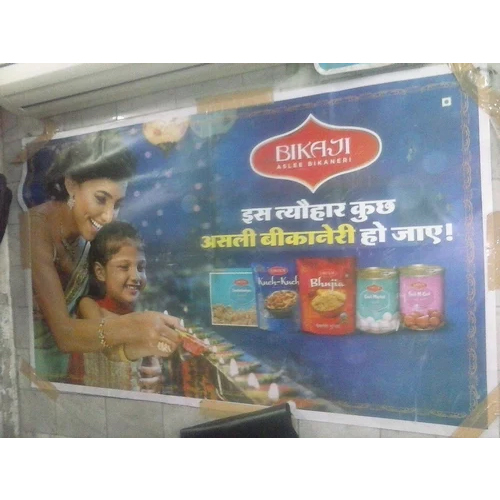 BIKAJI
ASLEE BIKANERI
इस त्यौहार कुछ
असली बीकानेरी हो जाए!
Kuch-Kuch
Bhujia